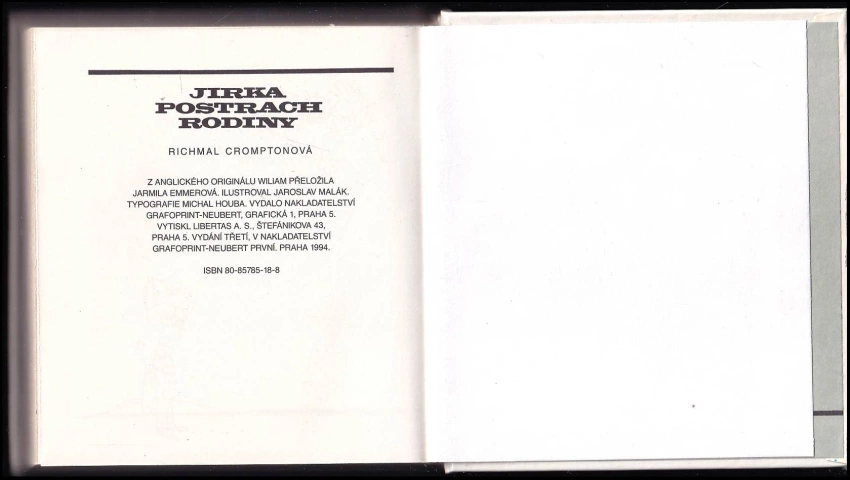 JIRKA
POSTRACH
RODINY
RICHMAL CROMPTONOVÁ
Z ANGLICKÉHO ORIGINÁLU WILIAM PŘELOŽILA
JARMILA EMMEROVÁ. ILUSTROVAL JAROSLAV MALÁK.
TYPOGRAFIE MICHAL HOUBA. VYDALO NAKLADATELSTVÍ
GRAFOPRINT-NEUBERT, GRAFICKÁ 1, PRAHA 5.
VYTISKL LIBERTAS A. S., ŠTEFÁNIKOVA 43,
PRAHA 5. VYDÁNÍ TŘETÍ, V NAKLADATELSTVÍ
GRAFOPRINT-NEUBERT PRVNÍ. PRAHA 1994.
ISBN 80-85785-18-8